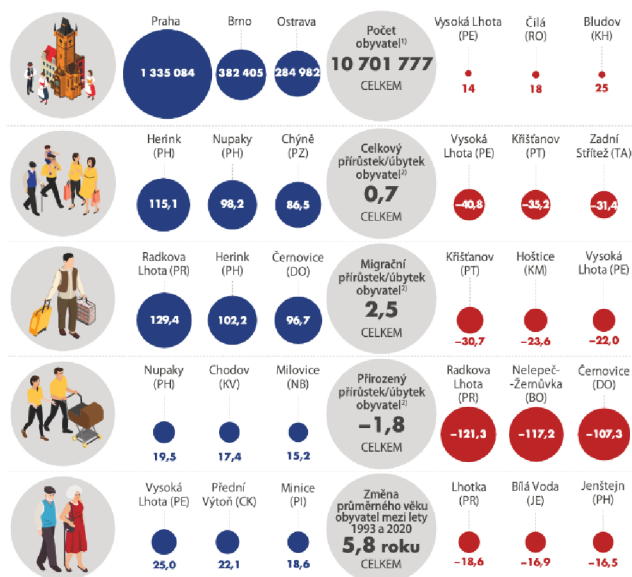 Praha
Brno
Ostrava
Počet
obyvatel¹⁾
Vysoká Lhota
(PE)
Čilá
(RO)
Bludov
(KH)
1 335 084
382 405
284 982
10 701 777
CELKEM
14
18
25
Herink
(PH)
Nupaky
(PH)
Chýně
(PZ)
Celkový
přírůstek/úbytek
obyvatel²⁾
Vysoká
Lhota (PE)
Křišťanov
(PT)
Zadní
Střítež (TA)
115,1
98,2
86,5
0,7
CELKEM
−40,8
−35,2
−31,4
Radkova
Lhota (PR)
Herink
(PH)
Černovice
(DO)
Migrační
přírůstek/úbytek
obyvatel²⁾
Křišťanov
(PT)
Hoštice
(KM)
Vysoká
Lhota (PE)
129,4
102,2
96,7
2,5
CELKEM
−30,7
−23,6
−22,0
Nupaky
(PH)
Chodov
(KV)
Milovice
(NB)
Přirozený
přírůstek/úbytek
obyvatel²⁾
Radkova
Lhota
(PR)
Nelepeč-
-Žernůvka
(BO)
Černovice
(DO)
19,5
17,4
15,2
−1,8
CELKEM
−121,3
−117,2
−107,3
Vysoká
Lhota (PE)
Přední
Výtoň (CK)
Minice
(PI)
Změna
průměrného věku
obyvatel mezi lety
1993 a 2020
Lhotka
(PR)
Bílá Voda
(JE)
Jenštejn
(PH)
25,0
22,1
18,6
5,8 roku
CELKEM
−18,6
−16,9
−16,5